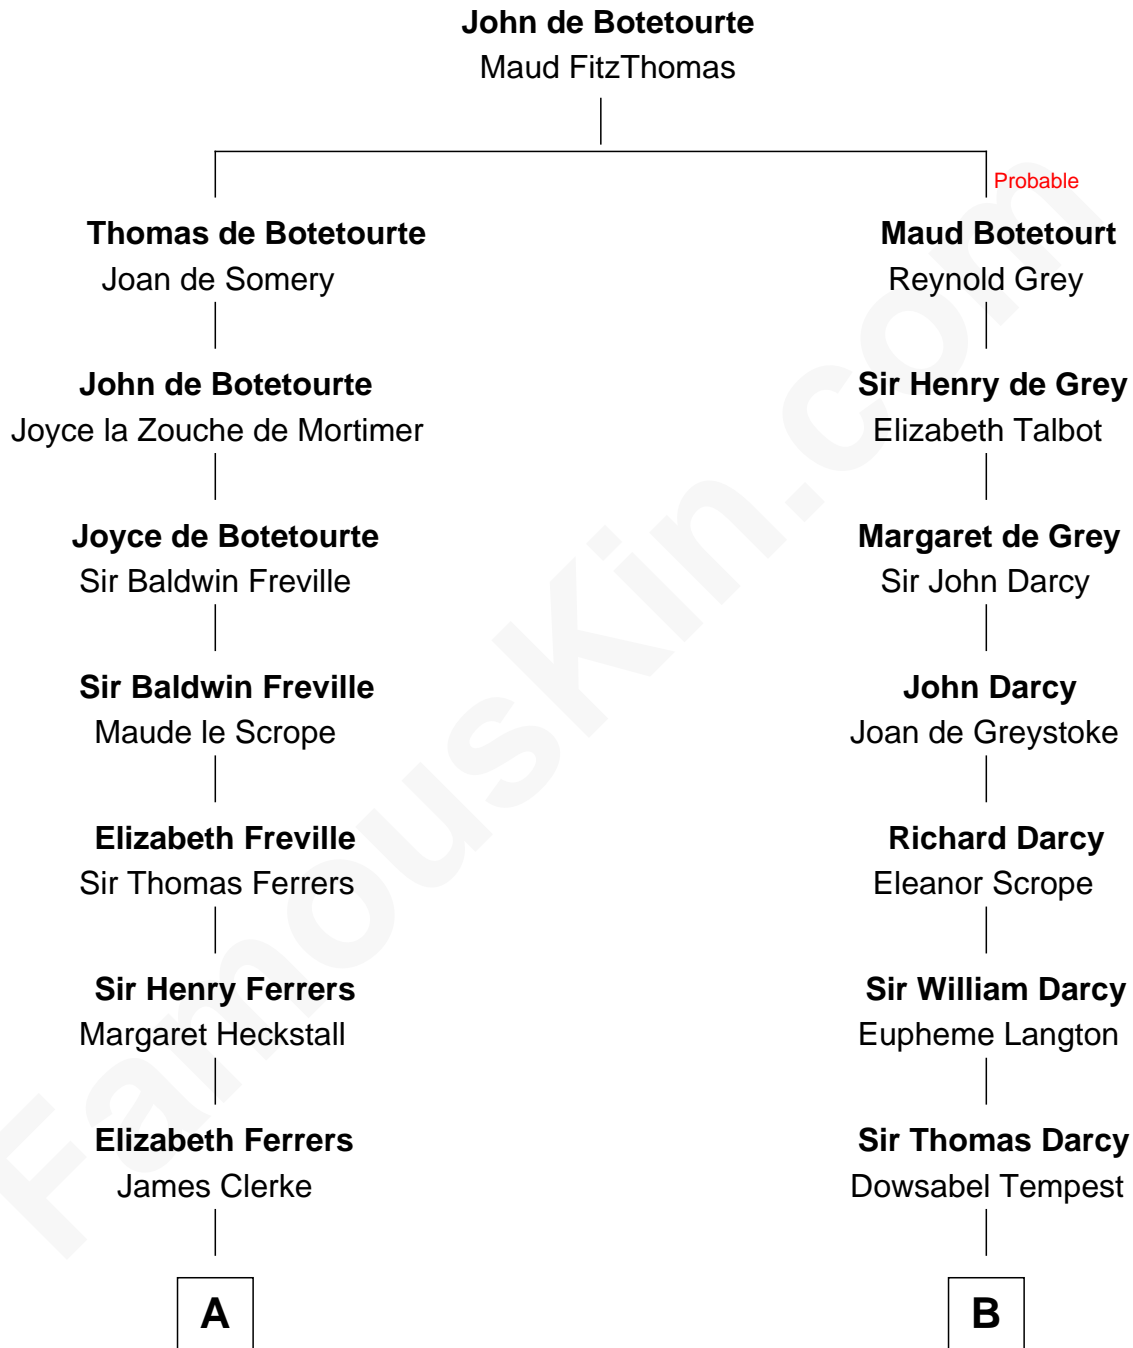 John de Botetourte
Maud FitzThomas
Probable
Thomas de Botetourte
Joan de Somery
Maud Botetourt
Reynold Grey
John de Botetourte
Joyce la Zouche de Mortimer
Sir Henry de Grey
Elizabeth Talbot
Joyce de Botetourte
Sir Baldwin Freville
Margaret de Grey
Sir John Darcy
Sir Baldwin Freville
Maude le Scrope
John Darcy
Joan de Greystoke
Elizabeth Freville
Sir Thomas Ferrers
Richard Darcy
Eleanor Scrope
Sir Henry Ferrers
Margaret Heckstall
Sir William Darcy
Eupheme Langton
Elizabeth Ferrers
James Clerke
Sir Thomas Darcy
Dowsabel Tempest
A
B
FamousKin.com